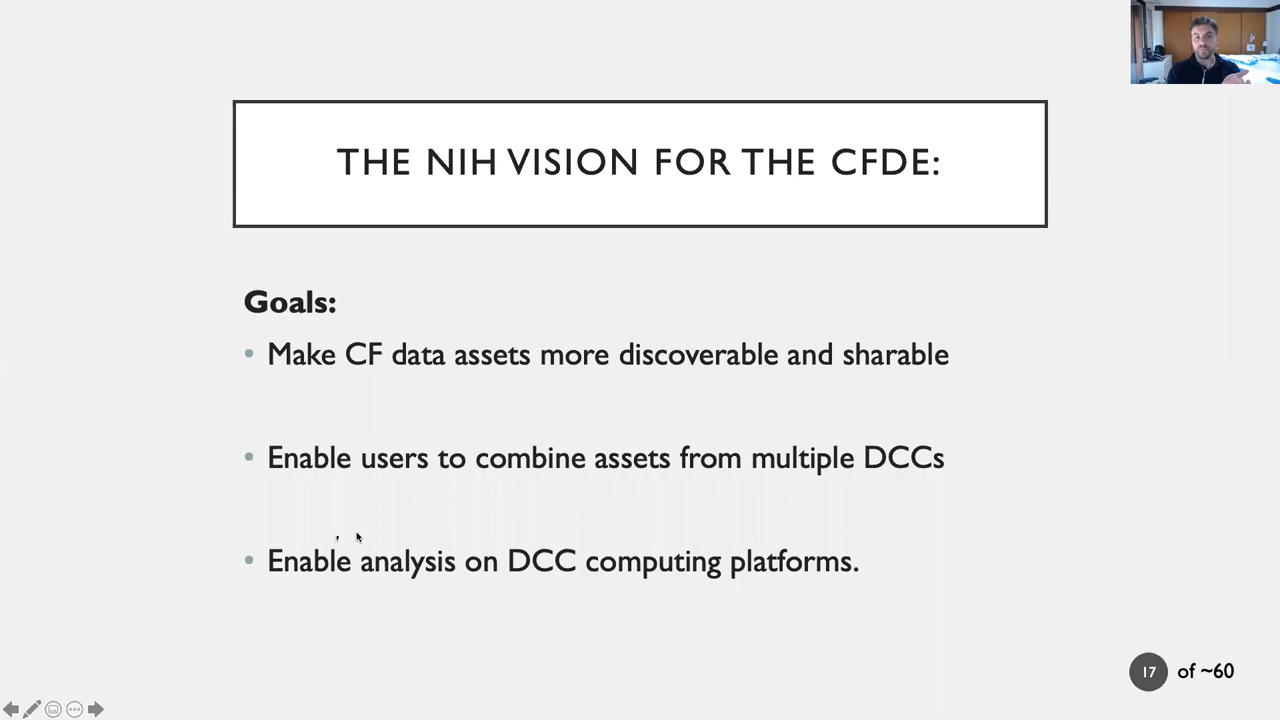 THE NIH VISION FOR THE CFDE:
Goals:
• Make CF data assets more discoverable and sharable
• Enable users to combine assets from multiple DCCs
• Enable analysis on DCC computing platforms.
17 of ~60